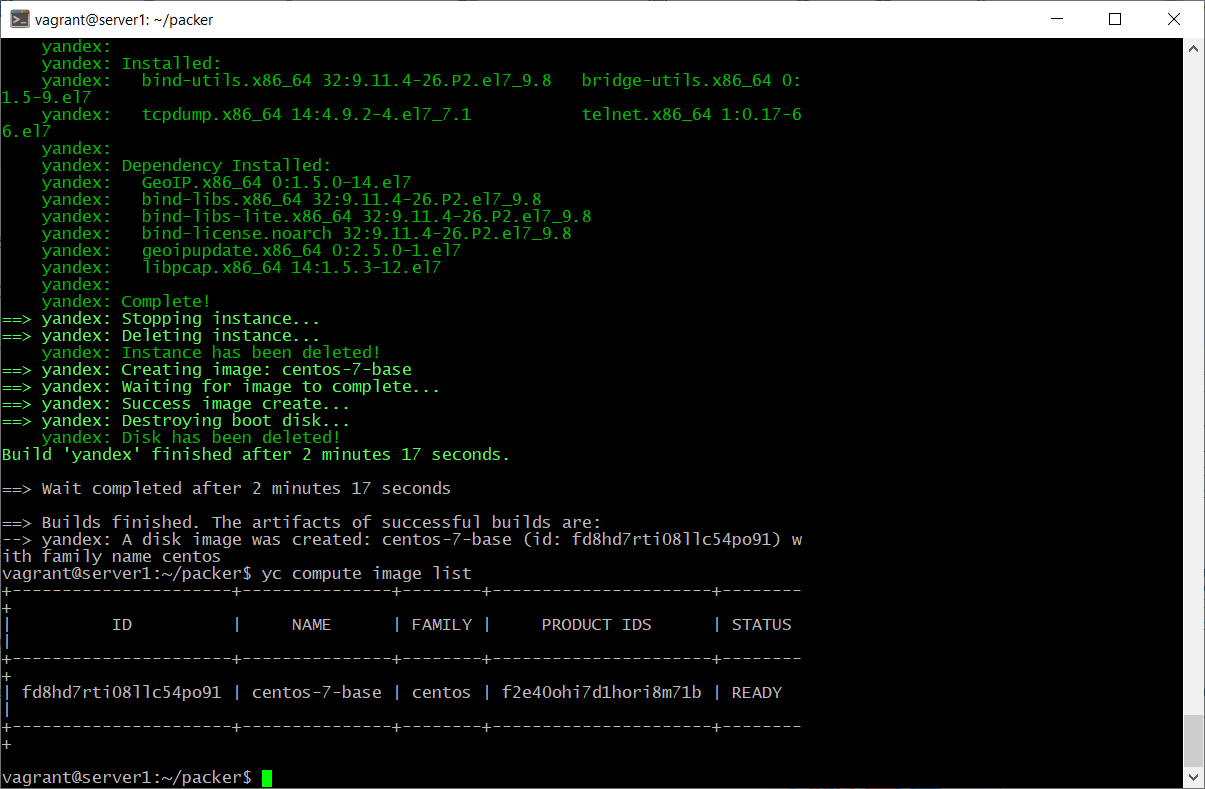 vagrant@server1: ~/packer
    yandex:
    yandex: Installed:
    yandex:   bind-utils.x86_64 32:9.11.4-26.P2.el7_9.8   bridge-utils.x86_64 0:
1.5-9.el7
    yandex:   tcpdump.x86_64 14:4.9.2-4.el7_7.1           telnet.x86_64 1:0.17-6
6.el7
    yandex:
    yandex: Dependency Installed:
    yandex:   GeoIP.x86_64 0:1.5.0-14.el7
    yandex:   bind-libs.x86_64 32:9.11.4-26.P2.el7_9.8
    yandex:   bind-libs-lite.x86_64 32:9.11.4-26.P2.el7_9.8
    yandex:   bind-license.noarch 32:9.11.4-26.P2.el7_9.8
    yandex:   geoipupdate.x86_64 0:2.5.0-1.el7
    yandex:   libpcap.x86_64 14:1.5.3-12.el7
    yandex:
    yandex: Complete!
==> yandex: Stopping instance...
==> yandex: Deleting instance...
    yandex: Instance has been deleted!
==> yandex: Creating image: centos-7-base
==> yandex: Waiting for image to complete...
==> yandex: Success image create...
==> yandex: Destroying boot disk...
    yandex: Disk has been deleted!
Build 'yandex' finished after 2 minutes 17 seconds.

==> Wait completed after 2 minutes 17 seconds

==> Builds finished. The artifacts of successful builds are:
--> yandex: A disk image was created: centos-7-base (id: fd8hd7rti08llc54po91) w
ith family name centos
vagrant@server1:~/packer$ yc compute image list
+----------------------+---------------+--------+----------------------+--------
+
|          ID          |     NAME      | FAMILY |     PRODUCT IDS      | STATUS
|
+----------------------+---------------+--------+----------------------+--------
+
| fd8hd7rti08llc54po91 | centos-7-base | centos | f2e40ohi7d1hori8m71b | READY
|
+----------------------+---------------+--------+----------------------+--------
+

vagrant@server1:~/packer$